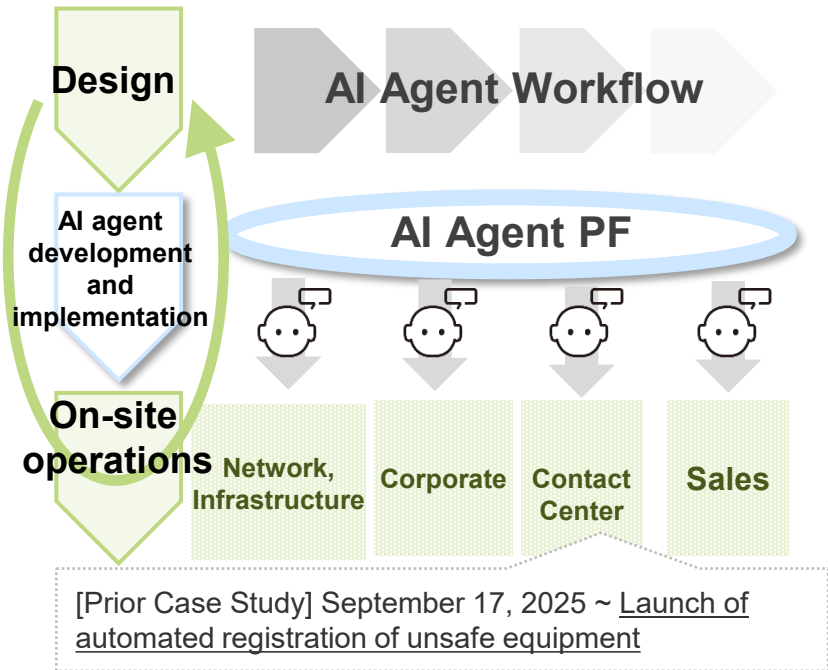 Design
AI Agent Workflow
AI agent
development
and
implementation
AI Agent PF
On-site
operations
Network,
Infrastructure
Corporate
Contact
Center
Sales
[Prior Case Study] September 17, 2025 ~ Launch of
automated registration of unsafe equipment